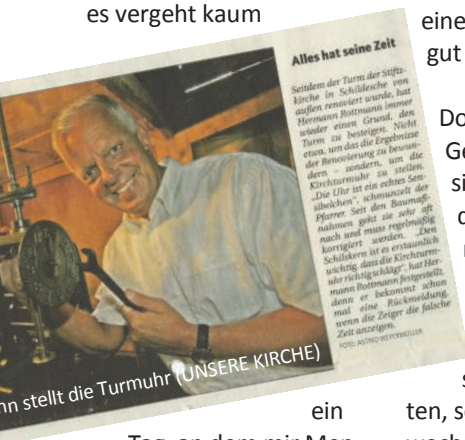 es vergeht kaum
Alles hat seine Zeit
Seitdem der Turm der Stifts-
kirche in Schildesche von
außen renoviert wurde, hat
Hermann Rottmann immer
wieder einen Grund, den
Turm zu besteigen. Nicht
etwa, um das die Ergebnisse
der Renovierung zu bewun-
dern – sondern, um die
Kirchturmuhr zu stellen.
„Die Uhr ist ein echtes Sen-
sibelchen", schmunzelt der
Pfarrer. Seit den Baumaß-
nahmen geht sie sehr oft
nach und muss regelmäßig
korrigiert werden. „Den
Schilskern ist es erstaunlich
wichtig, dass die Kirchturm-
uhr richtig schlägt", hat Her-
mann Rottmann festgestellt,
denn er bekommt schon
mal eine Rückmeldung,
wenn die Zeiger die falsche
Zeit anzeigen.
FOTO: ASTRID WEYERMÜLLER
nn stellt die Turmuhr (UNSERE KIRCHE)
ein
Tag, an dem mir Men
eine
gut
Do
Ge
si
ten, s